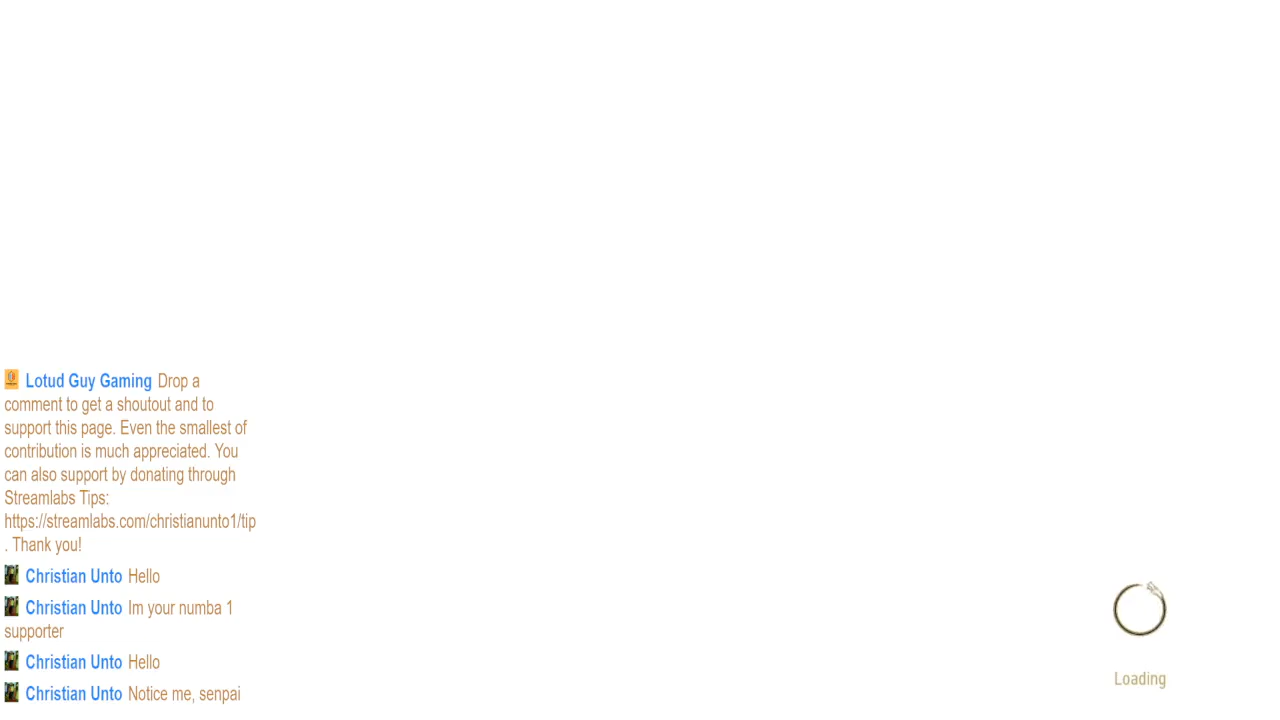 Lotud Guy Gaming Drop a
comment to get a shoutout and to
support this page. Even the smallest of
contribution is much appreciated. You
can also support by donating through
Streamlabs Tips:
https://streamlabs.com/christianunto1/tip
. Thank you!
Christian Unto Hello
Christian Unto Im your numba 1
supporter
Christian Unto Hello
Christian Unto Notice me, senpai
Loading